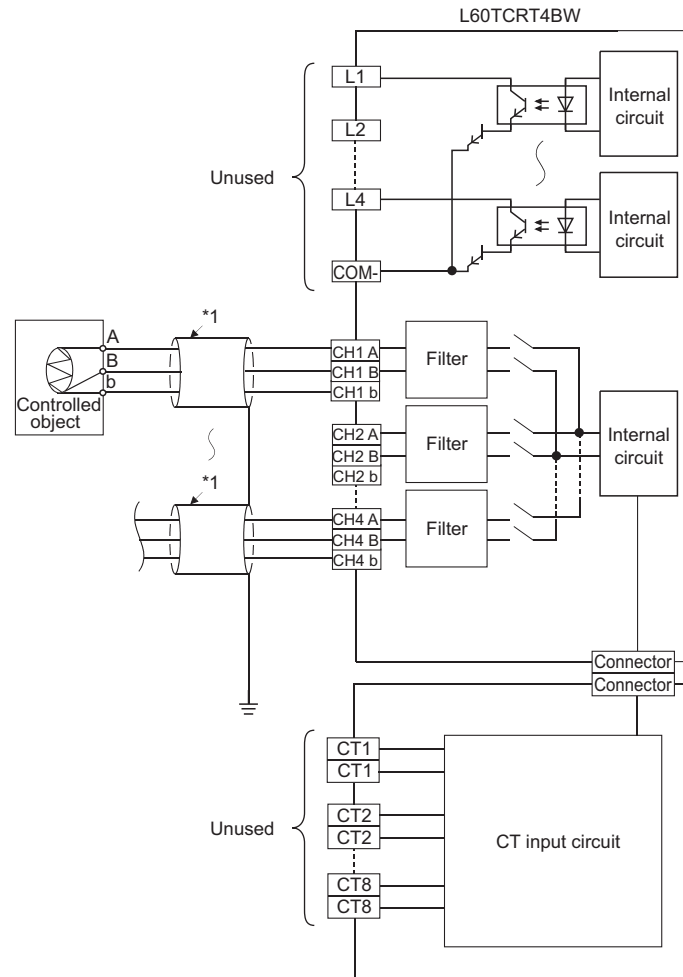 L60TCRT4BW
L1
Internal
circuit
L2
Unused
L4
Internal
circuit
COM-
*1
A
B
b
Controlled
object
CH1 A
CH1 B
CH1 b
Filter
CH2 A
CH2 B
CH2 b
Filter
Internal
circuit
*1
CH4 A
CH4 B
CH4 b
Filter
Connector
Connector
CT1
CT1
Unused
CT2
CT2
CT input circuit
CT8
CT8